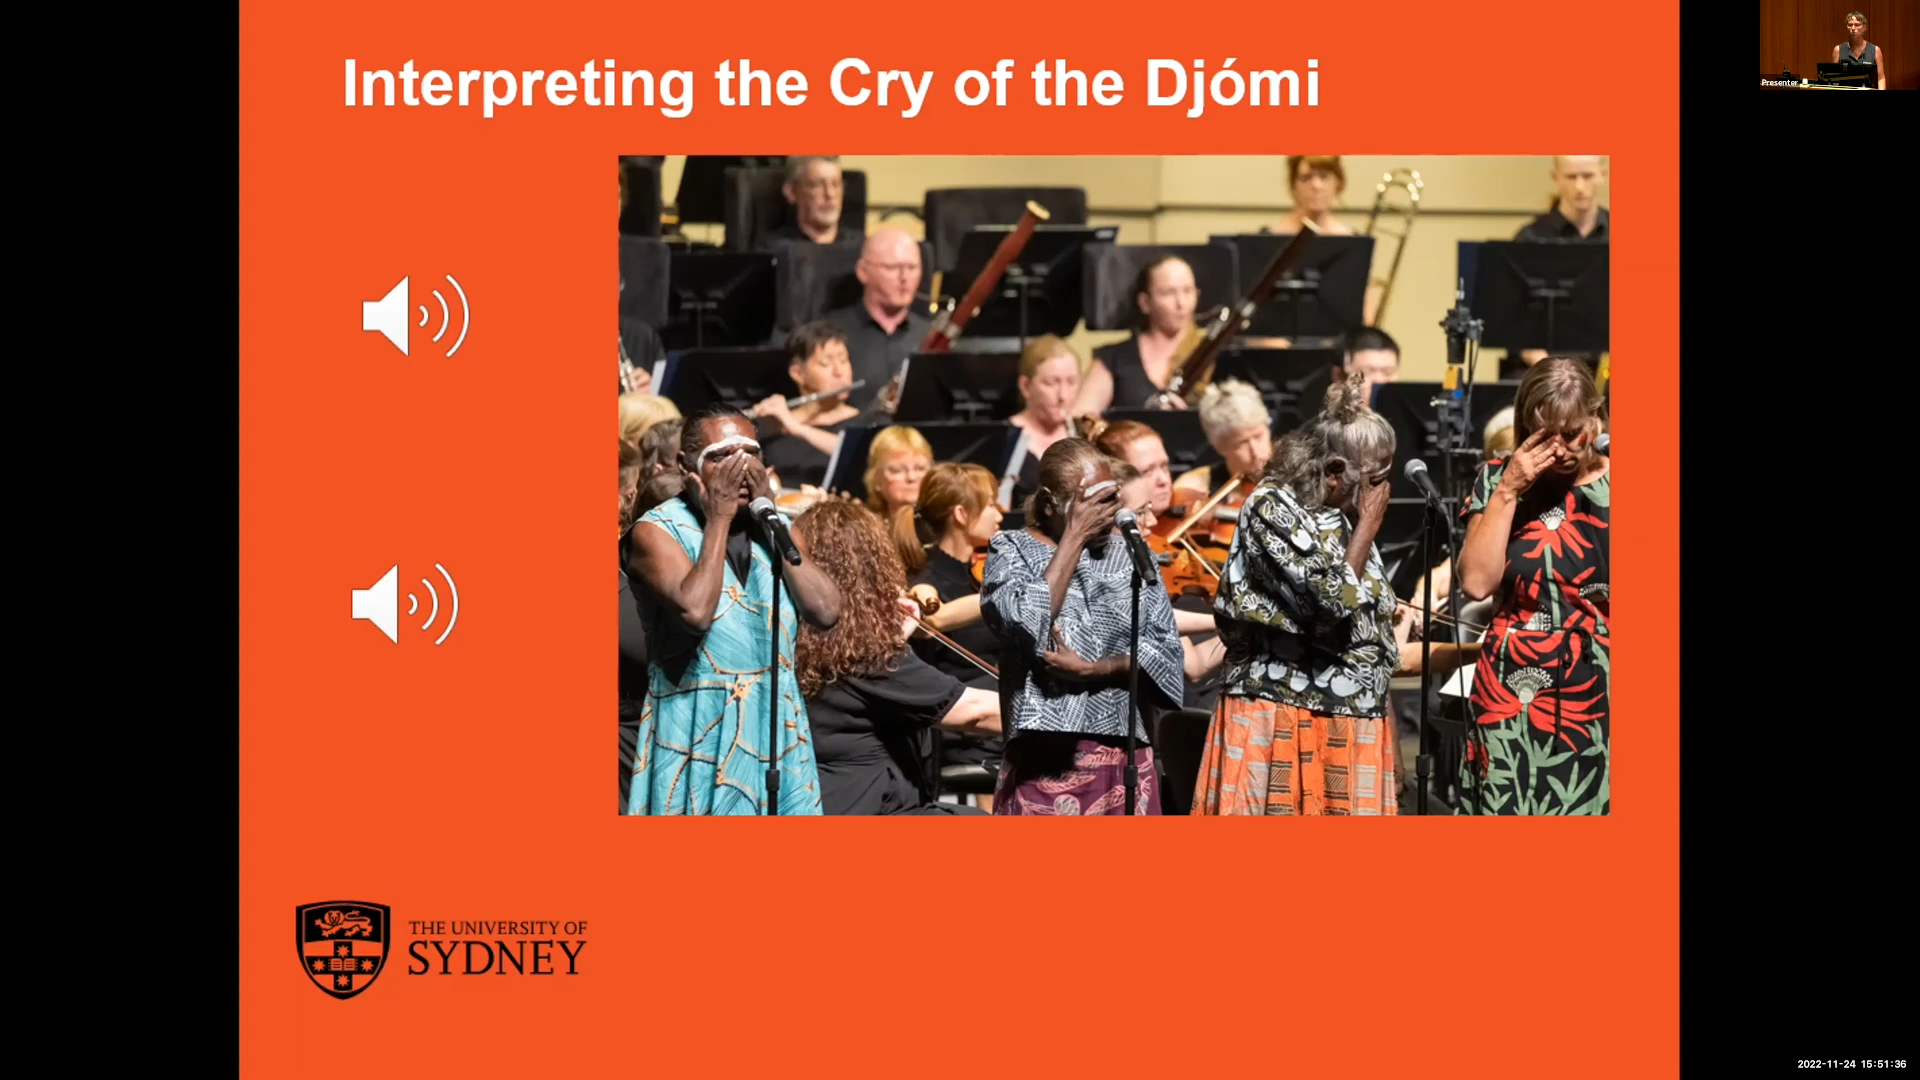 Interpreting the Cry of the Djómi
Presenter
THE UNIVERSITY OF
SYDNEY
2022-11-24 15:51:36